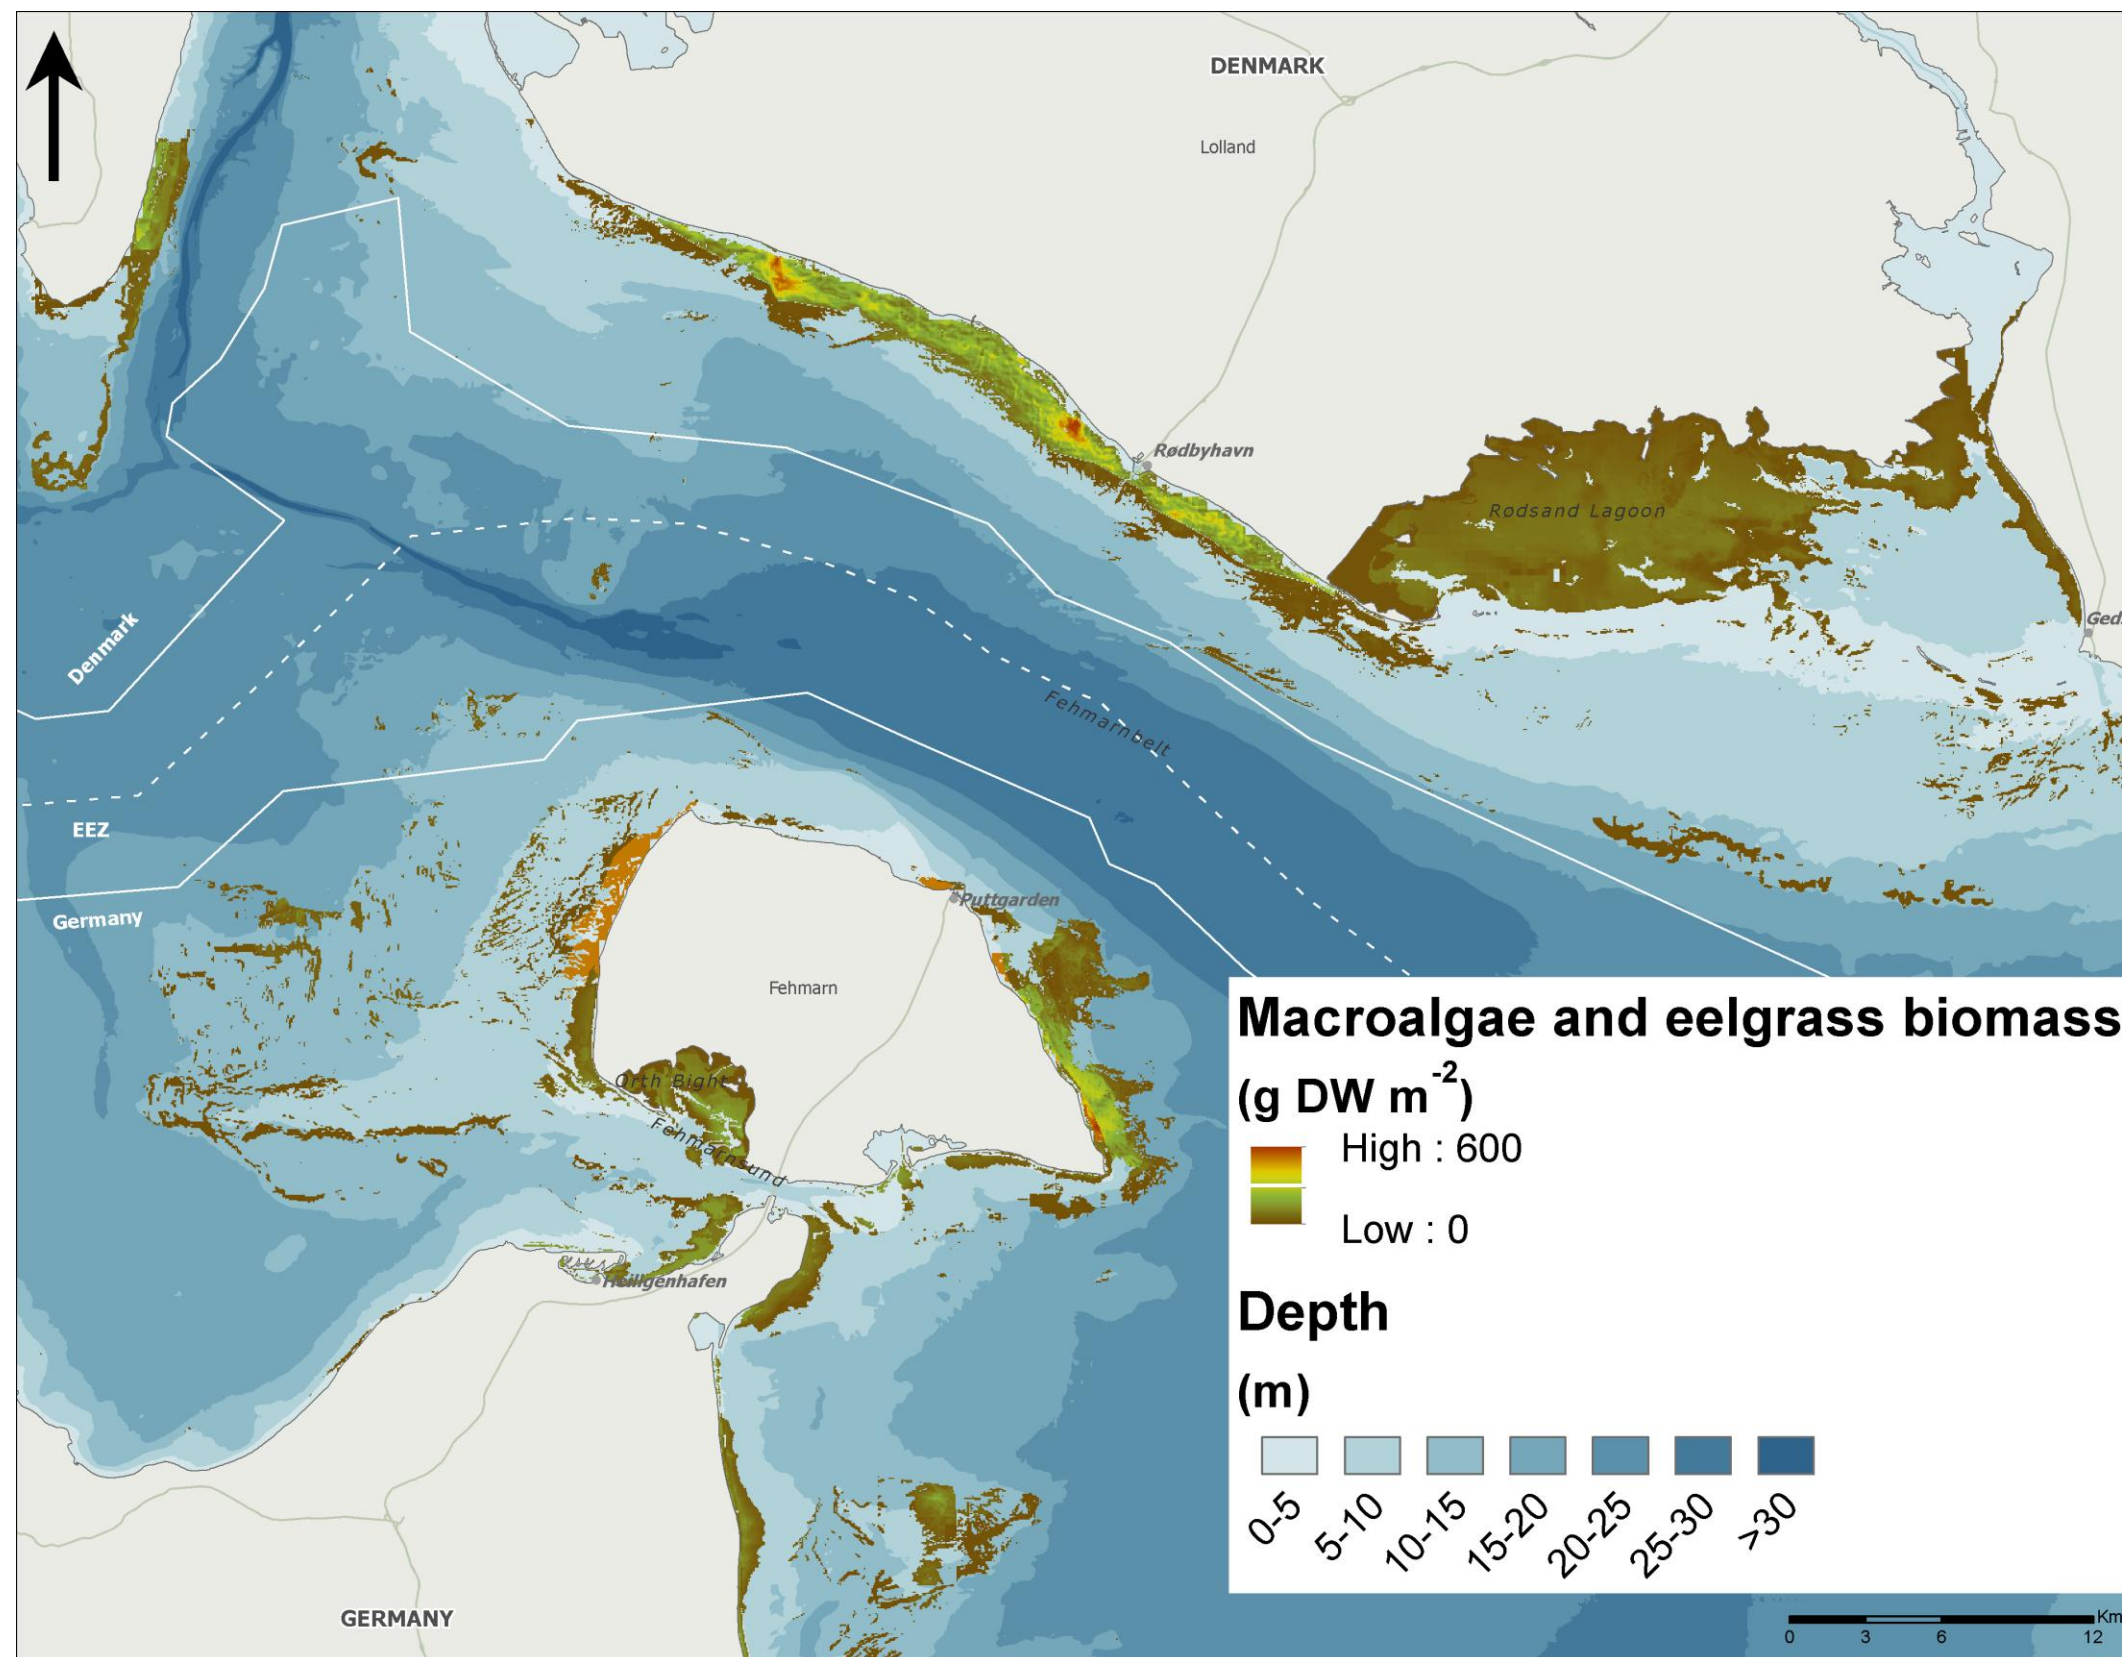 DENMARK
Lolland
Rødbyhavn
Rødsand Lagoon
Ged
Denmark
Fehmarnbelt
EEZ
Germany
Puttgarden
Fehmarn
Orth Bight
Fehmarnsund
Heiligenhafen
GERMANY
Macroalgae and eelgrass biomass
(g DW m⁻²)
High : 600
Low : 0
Depth
(m)
0-5
5-10
10-15
15-20
20-25
25-30
>30
Km
0 3 6 12